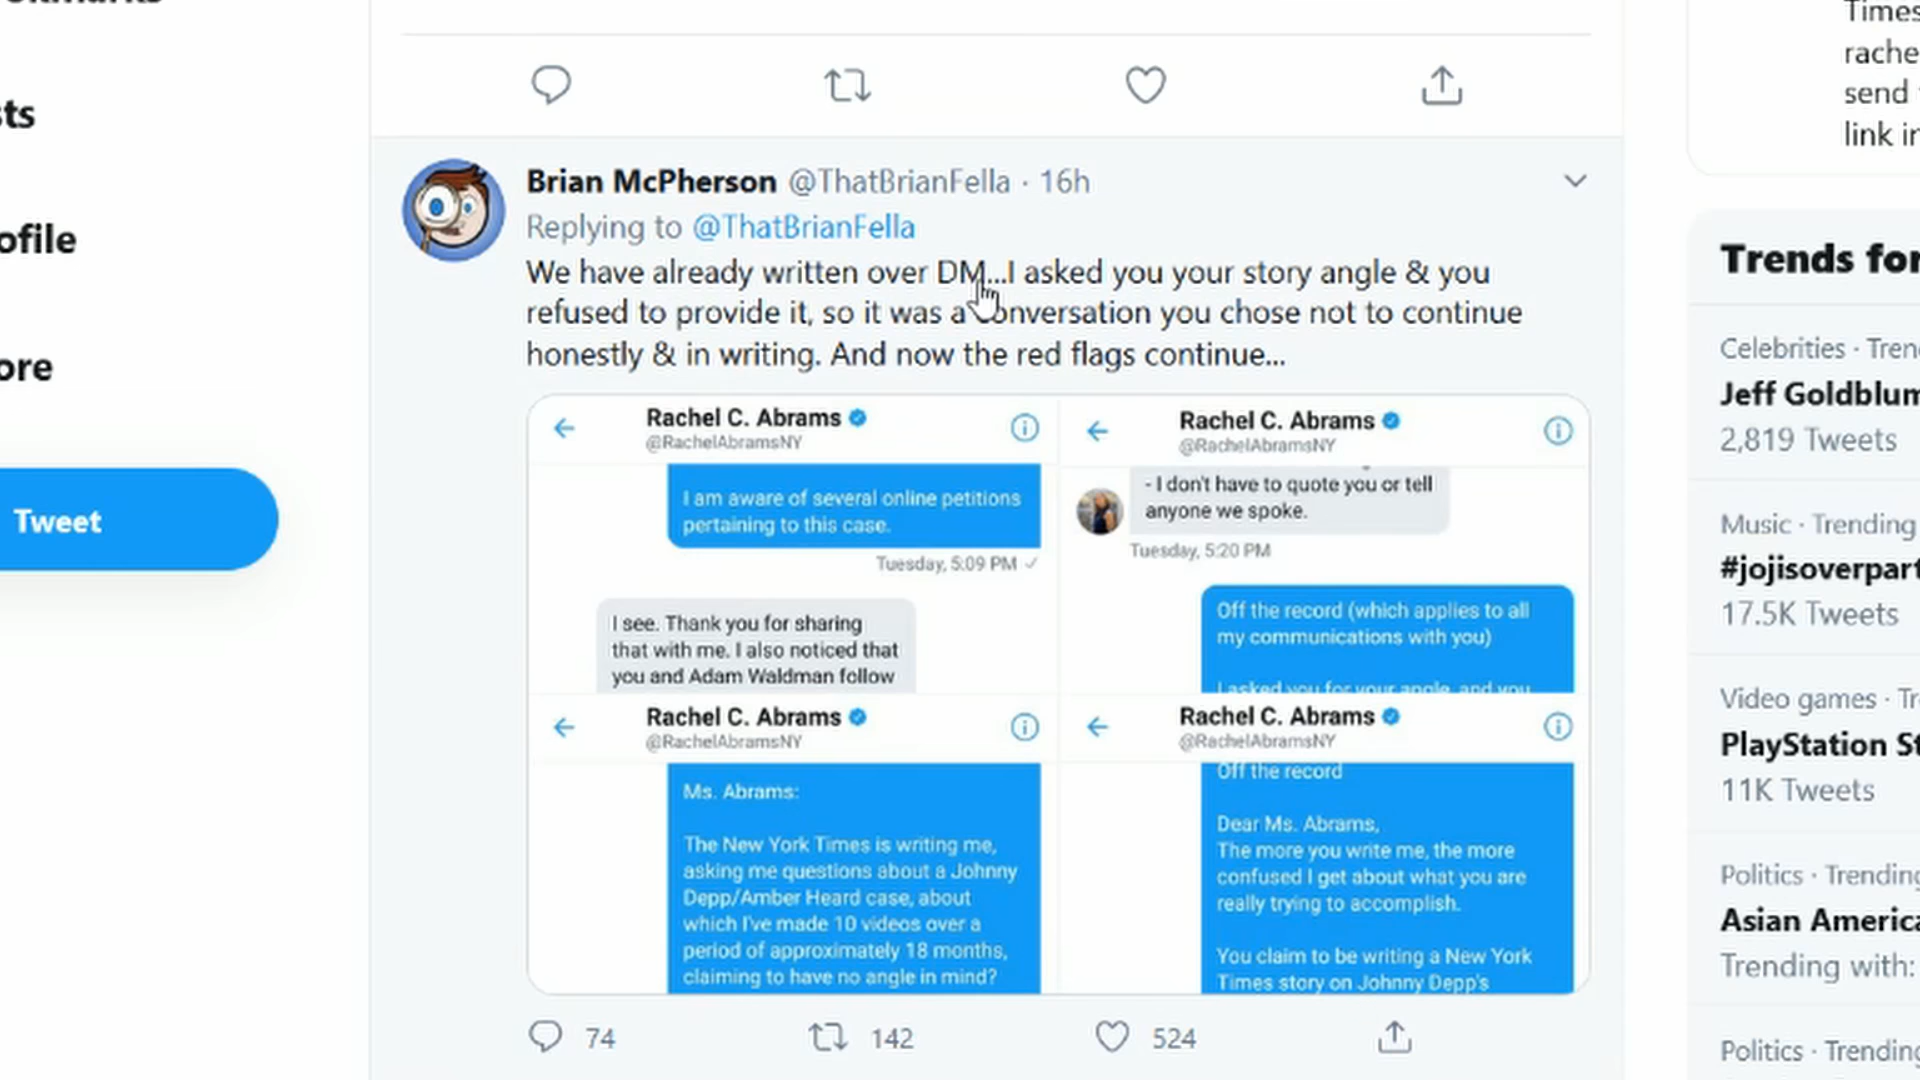 sts
ofile
ore
Tweet
Brian McPherson @ThatBrianFella · 16h
Replying to @ThatBrianFella
We have already written over DM...I asked you your story angle & you
refused to provide it, so it was a conversation you chose not to continue
honestly & in writing. And now the red flags continue...
Rachel C. Abrams
@RachelAbramsNY
I am aware of several online petitions
pertaining to this case.
Tuesday, 5:09 PM ✓
I see. Thank you for sharing
that with me. I also noticed that
you and Adam Waldman follow
Rachel C. Abrams
@RachelAbramsNY
- I don't have to quote you or tell
anyone we spoke.
Tuesday, 5:20 PM
Off the record (which applies to all
my communications with you)
I asked you for your angle, and you
Rachel C. Abrams
@RachelAbramsNY
Ms. Abrams:
The New York Times is writing me,
asking me questions about a Johnny
Depp/Amber Heard case, about
which I've made 10 videos over a
period of approximately 18 months,
claiming to have no angle in mind?
Rachel C. Abrams
@RachelAbramsNY
Off the record
Dear Ms. Abrams,
The more you write me, the more
confused I get about what you are
really trying to accomplish.
You claim to be writing a New York
Times story on Johnny Depp's
74
142
524
Times
rache
send
link in
Trends for
Celebrities · Tren
Jeff Goldblum
2,819 Tweets
Music · Trending
#jojisoverpart
17.5K Tweets
Video games · Tr
PlayStation St
11K Tweets
Politics · Trending
Asian America
Trending with:
Politics · Trending